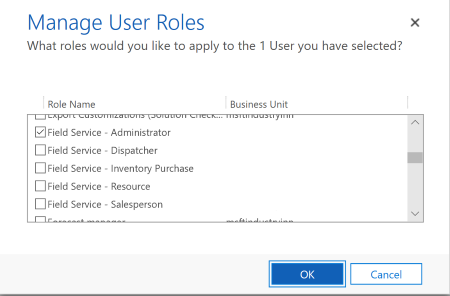 Manage User Roles
What roles would you like to apply to the 1 User you have selected?
Role Name Business Unit
Export Customizations (Solution Check... msftindustryinn
Field Service - Administrator
Field Service - Dispatcher
Field Service - Inventory Purchase
Field Service - Resource
Field Service - Salesperson
Forecast manager
OK Cancel